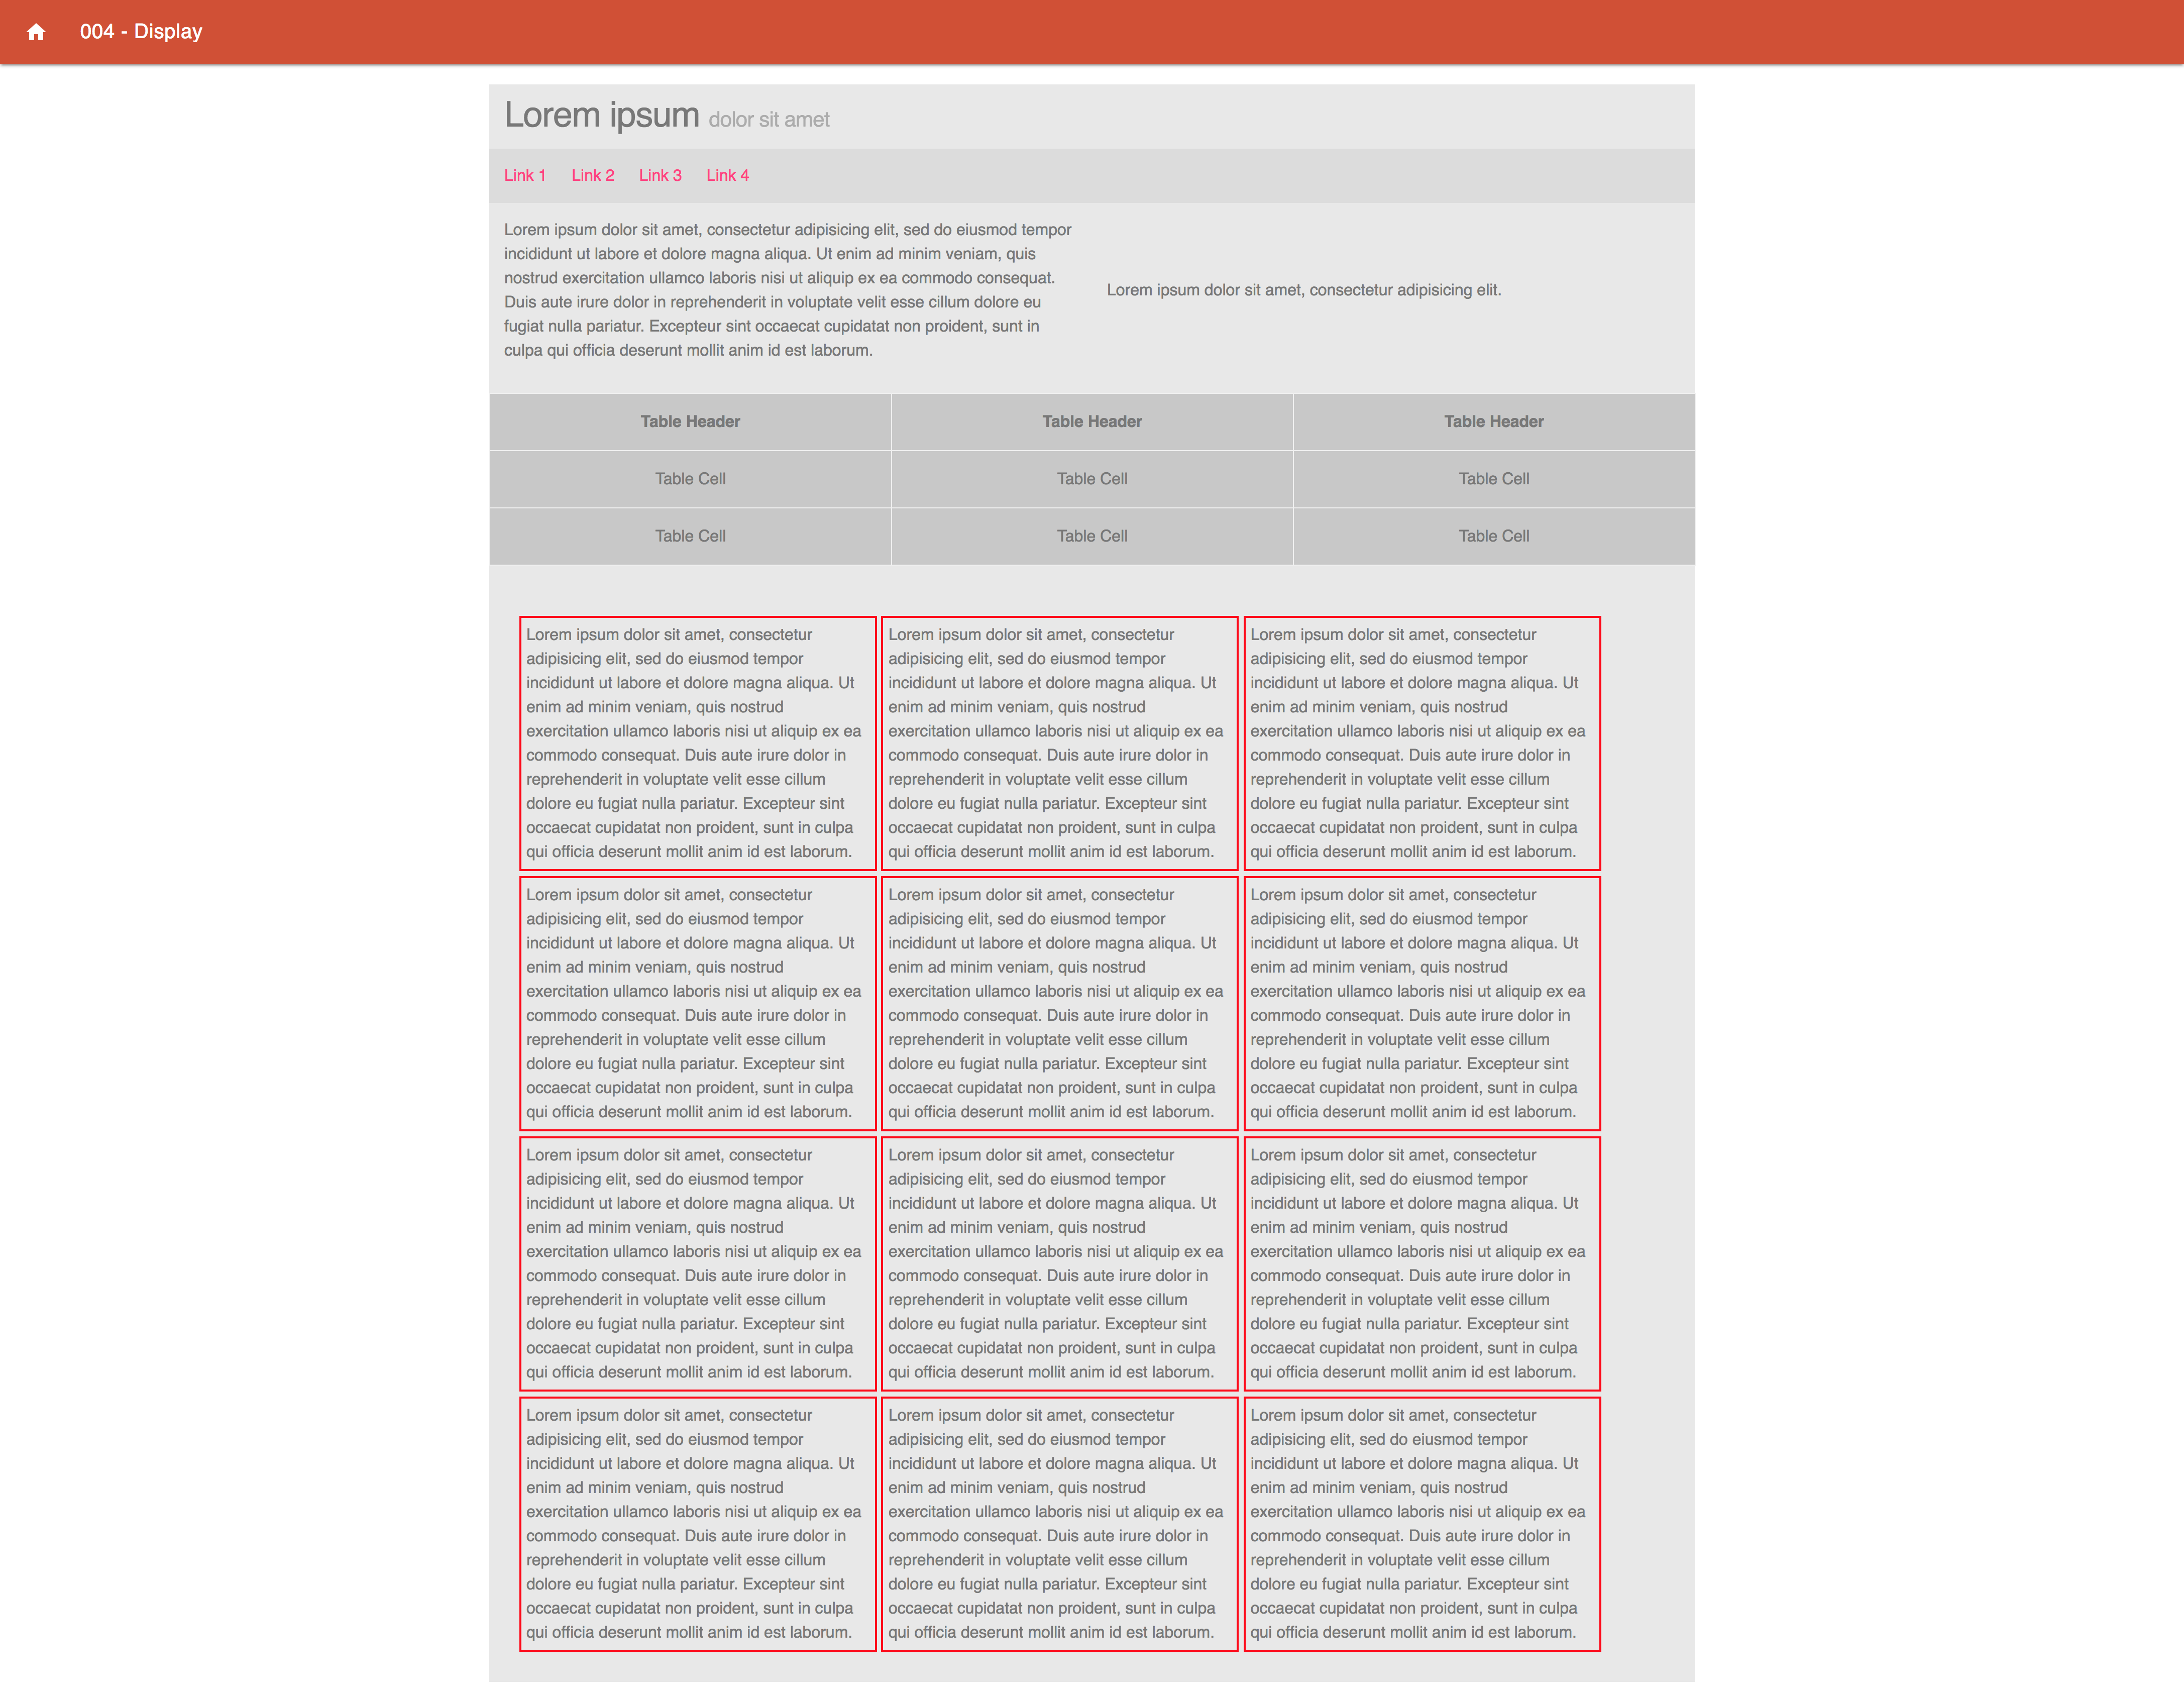 004 - Display
Lorem ipsum dolor sit amet
Link 1 Link 2 Link 3 Link 4
Lorem ipsum dolor sit amet, consectetur adipisicing elit, sed do eiusmod tempor
incididunt ut labore et dolore magna aliqua. Ut enim ad minim veniam, quis
nostrud exercitation ullamco laboris nisi ut aliquip ex ea commodo consequat.
Duis aute irure dolor in reprehenderit in voluptate velit esse cillum dolore eu
fugiat nulla pariatur. Excepteur sint occaecat cupidatat non proident, sunt in
culpa qui officia deserunt mollit anim id est laborum.
Lorem ipsum dolor sit amet, consectetur adipisicing elit.
Table Header Table Header Table Header
Table Cell Table Cell Table Cell
Table Cell Table Cell Table Cell
Lorem ipsum dolor sit amet, consectetur
adipisicing elit, sed do eiusmod tempor
incididunt ut labore et dolore magna aliqua. Ut
enim ad minim veniam, quis nostrud
exercitation ullamco laboris nisi ut aliquip ex ea
commodo consequat. Duis aute irure dolor in
reprehenderit in voluptate velit esse cillum
dolore eu fugiat nulla pariatur. Excepteur sint
occaecat cupidatat non proident, sunt in culpa
qui officia deserunt mollit anim id est laborum.
Lorem ipsum dolor sit amet, consectetur
adipisicing elit, sed do eiusmod tempor
incididunt ut labore et dolore magna aliqua. Ut
enim ad minim veniam, quis nostrud
exercitation ullamco laboris nisi ut aliquip ex ea
commodo consequat. Duis aute irure dolor in
reprehenderit in voluptate velit esse cillum
dolore eu fugiat nulla pariatur. Excepteur sint
occaecat cupidatat non proident, sunt in culpa
qui officia deserunt mollit anim id est laborum.
Lorem ipsum dolor sit amet, consectetur
adipisicing elit, sed do eiusmod tempor
incididunt ut labore et dolore magna aliqua. Ut
enim ad minim veniam, quis nostrud
exercitation ullamco laboris nisi ut aliquip ex ea
commodo consequat. Duis aute irure dolor in
reprehenderit in voluptate velit esse cillum
dolore eu fugiat nulla pariatur. Excepteur sint
occaecat cupidatat non proident, sunt in culpa
qui officia deserunt mollit anim id est laborum.
Lorem ipsum dolor sit amet, consectetur
adipisicing elit, sed do eiusmod tempor
incididunt ut labore et dolore magna aliqua. Ut
enim ad minim veniam, quis nostrud
exercitation ullamco laboris nisi ut aliquip ex ea
commodo consequat. Duis aute irure dolor in
reprehenderit in voluptate velit esse cillum
dolore eu fugiat nulla pariatur. Excepteur sint
occaecat cupidatat non proident, sunt in culpa
qui officia deserunt mollit anim id est laborum.
Lorem ipsum dolor sit amet, consectetur
adipisicing elit, sed do eiusmod tempor
incididunt ut labore et dolore magna aliqua. Ut
enim ad minim veniam, quis nostrud
exercitation ullamco laboris nisi ut aliquip ex ea
commodo consequat. Duis aute irure dolor in
reprehenderit in voluptate velit esse cillum
dolore eu fugiat nulla pariatur. Excepteur sint
occaecat cupidatat non proident, sunt in culpa
qui officia deserunt mollit anim id est laborum.
Lorem ipsum dolor sit amet, consectetur
adipisicing elit, sed do eiusmod tempor
incididunt ut labore et dolore magna aliqua. Ut
enim ad minim veniam, quis nostrud
exercitation ullamco laboris nisi ut aliquip ex ea
commodo consequat. Duis aute irure dolor in
reprehenderit in voluptate velit esse cillum
dolore eu fugiat nulla pariatur. Excepteur sint
occaecat cupidatat non proident, sunt in culpa
qui officia deserunt mollit anim id est laborum.
Lorem ipsum dolor sit amet, consectetur
adipisicing elit, sed do eiusmod tempor
incididunt ut labore et dolore magna aliqua. Ut
enim ad minim veniam, quis nostrud
exercitation ullamco laboris nisi ut aliquip ex ea
commodo consequat. Duis aute irure dolor in
reprehenderit in voluptate velit esse cillum
dolore eu fugiat nulla pariatur. Excepteur sint
occaecat cupidatat non proident, sunt in culpa
qui officia deserunt mollit anim id est laborum.
Lorem ipsum dolor sit amet, consectetur
adipisicing elit, sed do eiusmod tempor
incididunt ut labore et dolore magna aliqua. Ut
enim ad minim veniam, quis nostrud
exercitation ullamco laboris nisi ut aliquip ex ea
commodo consequat. Duis aute irure dolor in
reprehenderit in voluptate velit esse cillum
dolore eu fugiat nulla pariatur. Excepteur sint
occaecat cupidatat non proident, sunt in culpa
qui officia deserunt mollit anim id est laborum.
Lorem ipsum dolor sit amet, consectetur
adipisicing elit, sed do eiusmod tempor
incididunt ut labore et dolore magna aliqua. Ut
enim ad minim veniam, quis nostrud
exercitation ullamco laboris nisi ut aliquip ex ea
commodo consequat. Duis aute irure dolor in
reprehenderit in voluptate velit esse cillum
dolore eu fugiat nulla pariatur. Excepteur sint
occaecat cupidatat non proident, sunt in culpa
qui officia deserunt mollit anim id est laborum.
Lorem ipsum dolor sit amet, consectetur
adipisicing elit, sed do eiusmod tempor
incididunt ut labore et dolore magna aliqua. Ut
enim ad minim veniam, quis nostrud
exercitation ullamco laboris nisi ut aliquip ex ea
commodo consequat. Duis aute irure dolor in
reprehenderit in voluptate velit esse cillum
dolore eu fugiat nulla pariatur. Excepteur sint
occaecat cupidatat non proident, sunt in culpa
qui officia deserunt mollit anim id est laborum.
Lorem ipsum dolor sit amet, consectetur
adipisicing elit, sed do eiusmod tempor
incididunt ut labore et dolore magna aliqua. Ut
enim ad minim veniam, quis nostrud
exercitation ullamco laboris nisi ut aliquip ex ea
commodo consequat. Duis aute irure dolor in
reprehenderit in voluptate velit esse cillum
dolore eu fugiat nulla pariatur. Excepteur sint
occaecat cupidatat non proident, sunt in culpa
qui officia deserunt mollit anim id est laborum.
Lorem ipsum dolor sit amet, consectetur
adipisicing elit, sed do eiusmod tempor
incididunt ut labore et dolore magna aliqua. Ut
enim ad minim veniam, quis nostrud
exercitation ullamco laboris nisi ut aliquip ex ea
commodo consequat. Duis aute irure dolor in
reprehenderit in voluptate velit esse cillum
dolore eu fugiat nulla pariatur. Excepteur sint
occaecat cupidatat non proident, sunt in culpa
qui officia deserunt mollit anim id est laborum.